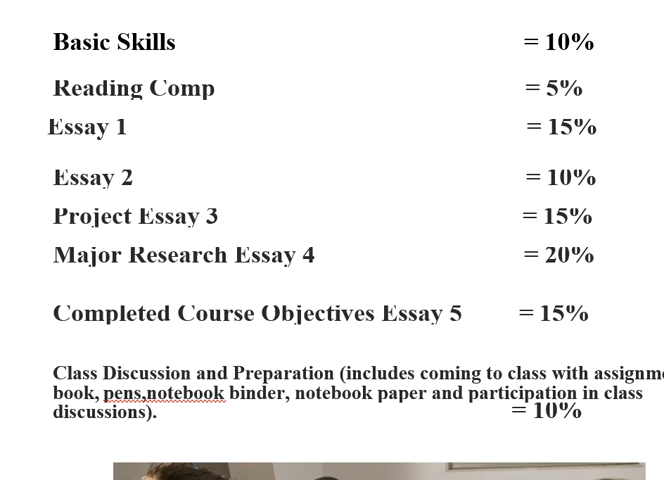 Basic Skills = 10%
Reading Comp = 5%
Essay 1 = 15%
Essay 2 = 10%
Project Essay 3 = 15%
Major Research Essay 4 = 20%
Completed Course Objectives Essay 5 = 15%
Class Discussion and Preparation (includes coming to class with assignme
book, pens,notebook binder, notebook paper and participation in class
discussions). = 10%